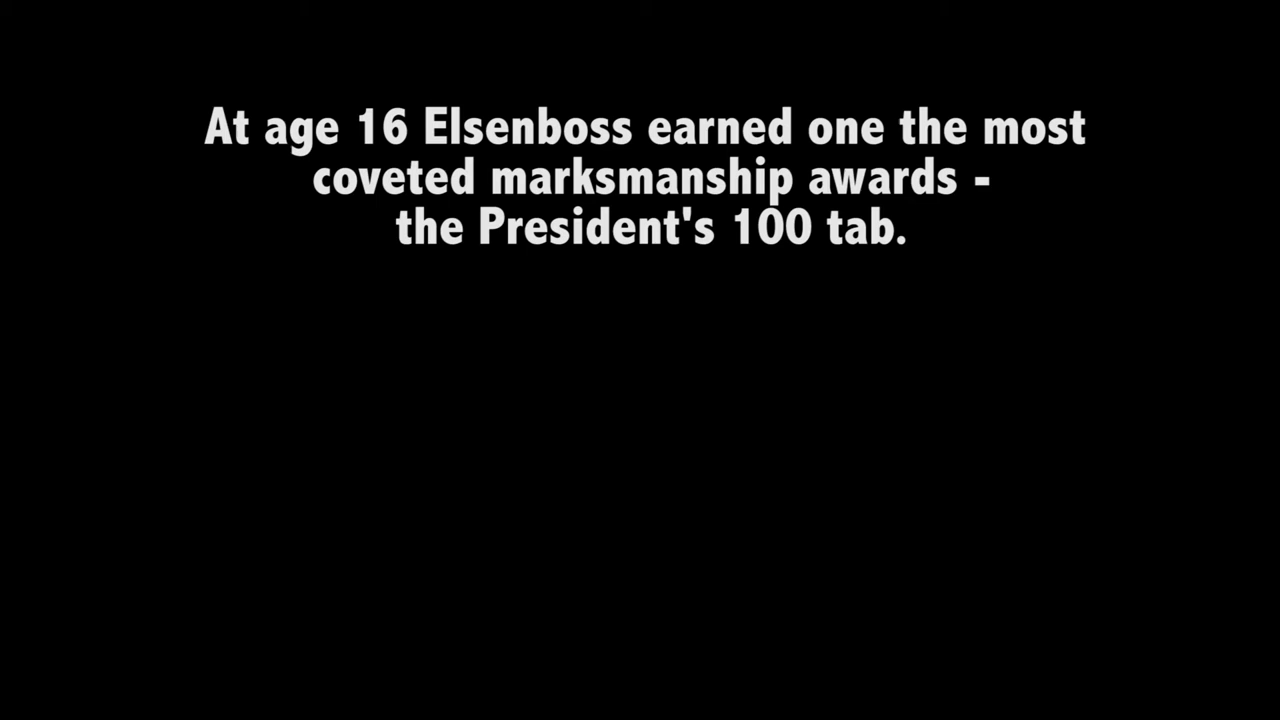 At age 16 Elsenboss earned one the most
coveted marksmanship awards -
the President's 100 tab.